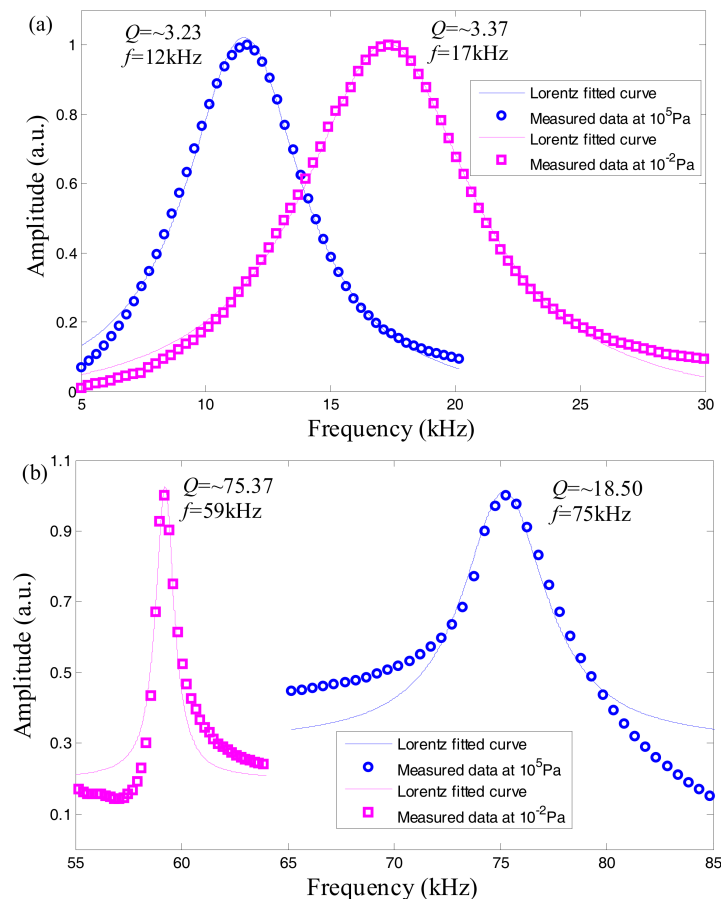 (a)
Q=~3.23
f=12kHz
Q=~3.37
f=17kHz
Lorentz fitted curve
Measured data at 10⁵Pa
Lorentz fitted curve
Measured data at 10⁻²Pa
Amplitude (a.u.)
1
0.8
0.6
0.4
0.2
0
5 10 15 20 25 30
Frequency (kHz)
(b)
Q=~75.37
f=59kHz
Q=~18.50
f=75kHz
Amplitude (a.u.)
1.1
0.9
0.7
0.5
0.3
0.1
Lorentz fitted curve
Measured data at 10⁵Pa
Lorentz fitted curve
Measured data at 10⁻²Pa
55 60 65 70 75 80 85
Frequency (kHz)